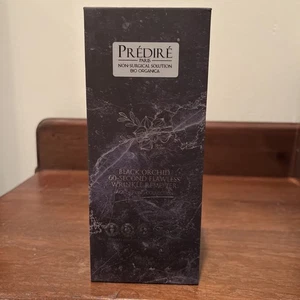 PRÉDIRÉ
PARIS
NON-SURGICAL SOLUTION
BIO ORGANICA
BLACK ORCHID
60 SECOND FLAWLESS
WRINKLE